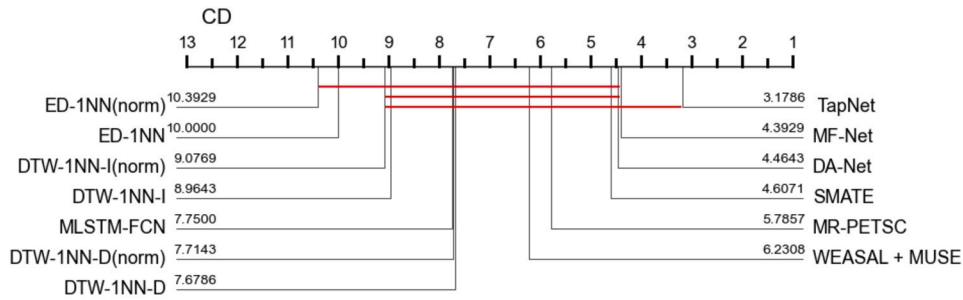 CD
13 12 11 10 9 8 7 6 5 4 3 2 1
ED-1NN(norm) 10.3929 3.1786 TapNet
ED-1NN 10.0000 4.3929 MF-Net
DTW-1NN-I(norm) 9.0769 4.4643 DA-Net
DTW-1NN-I 8.9643 4.6071 SMATE
MLSTM-FCN 7.7500 5.7857 MR-PETSC
DTW-1NN-D(norm) 7.7143 6.2308 WEASAL + MUSE
DTW-1NN-D 7.6786